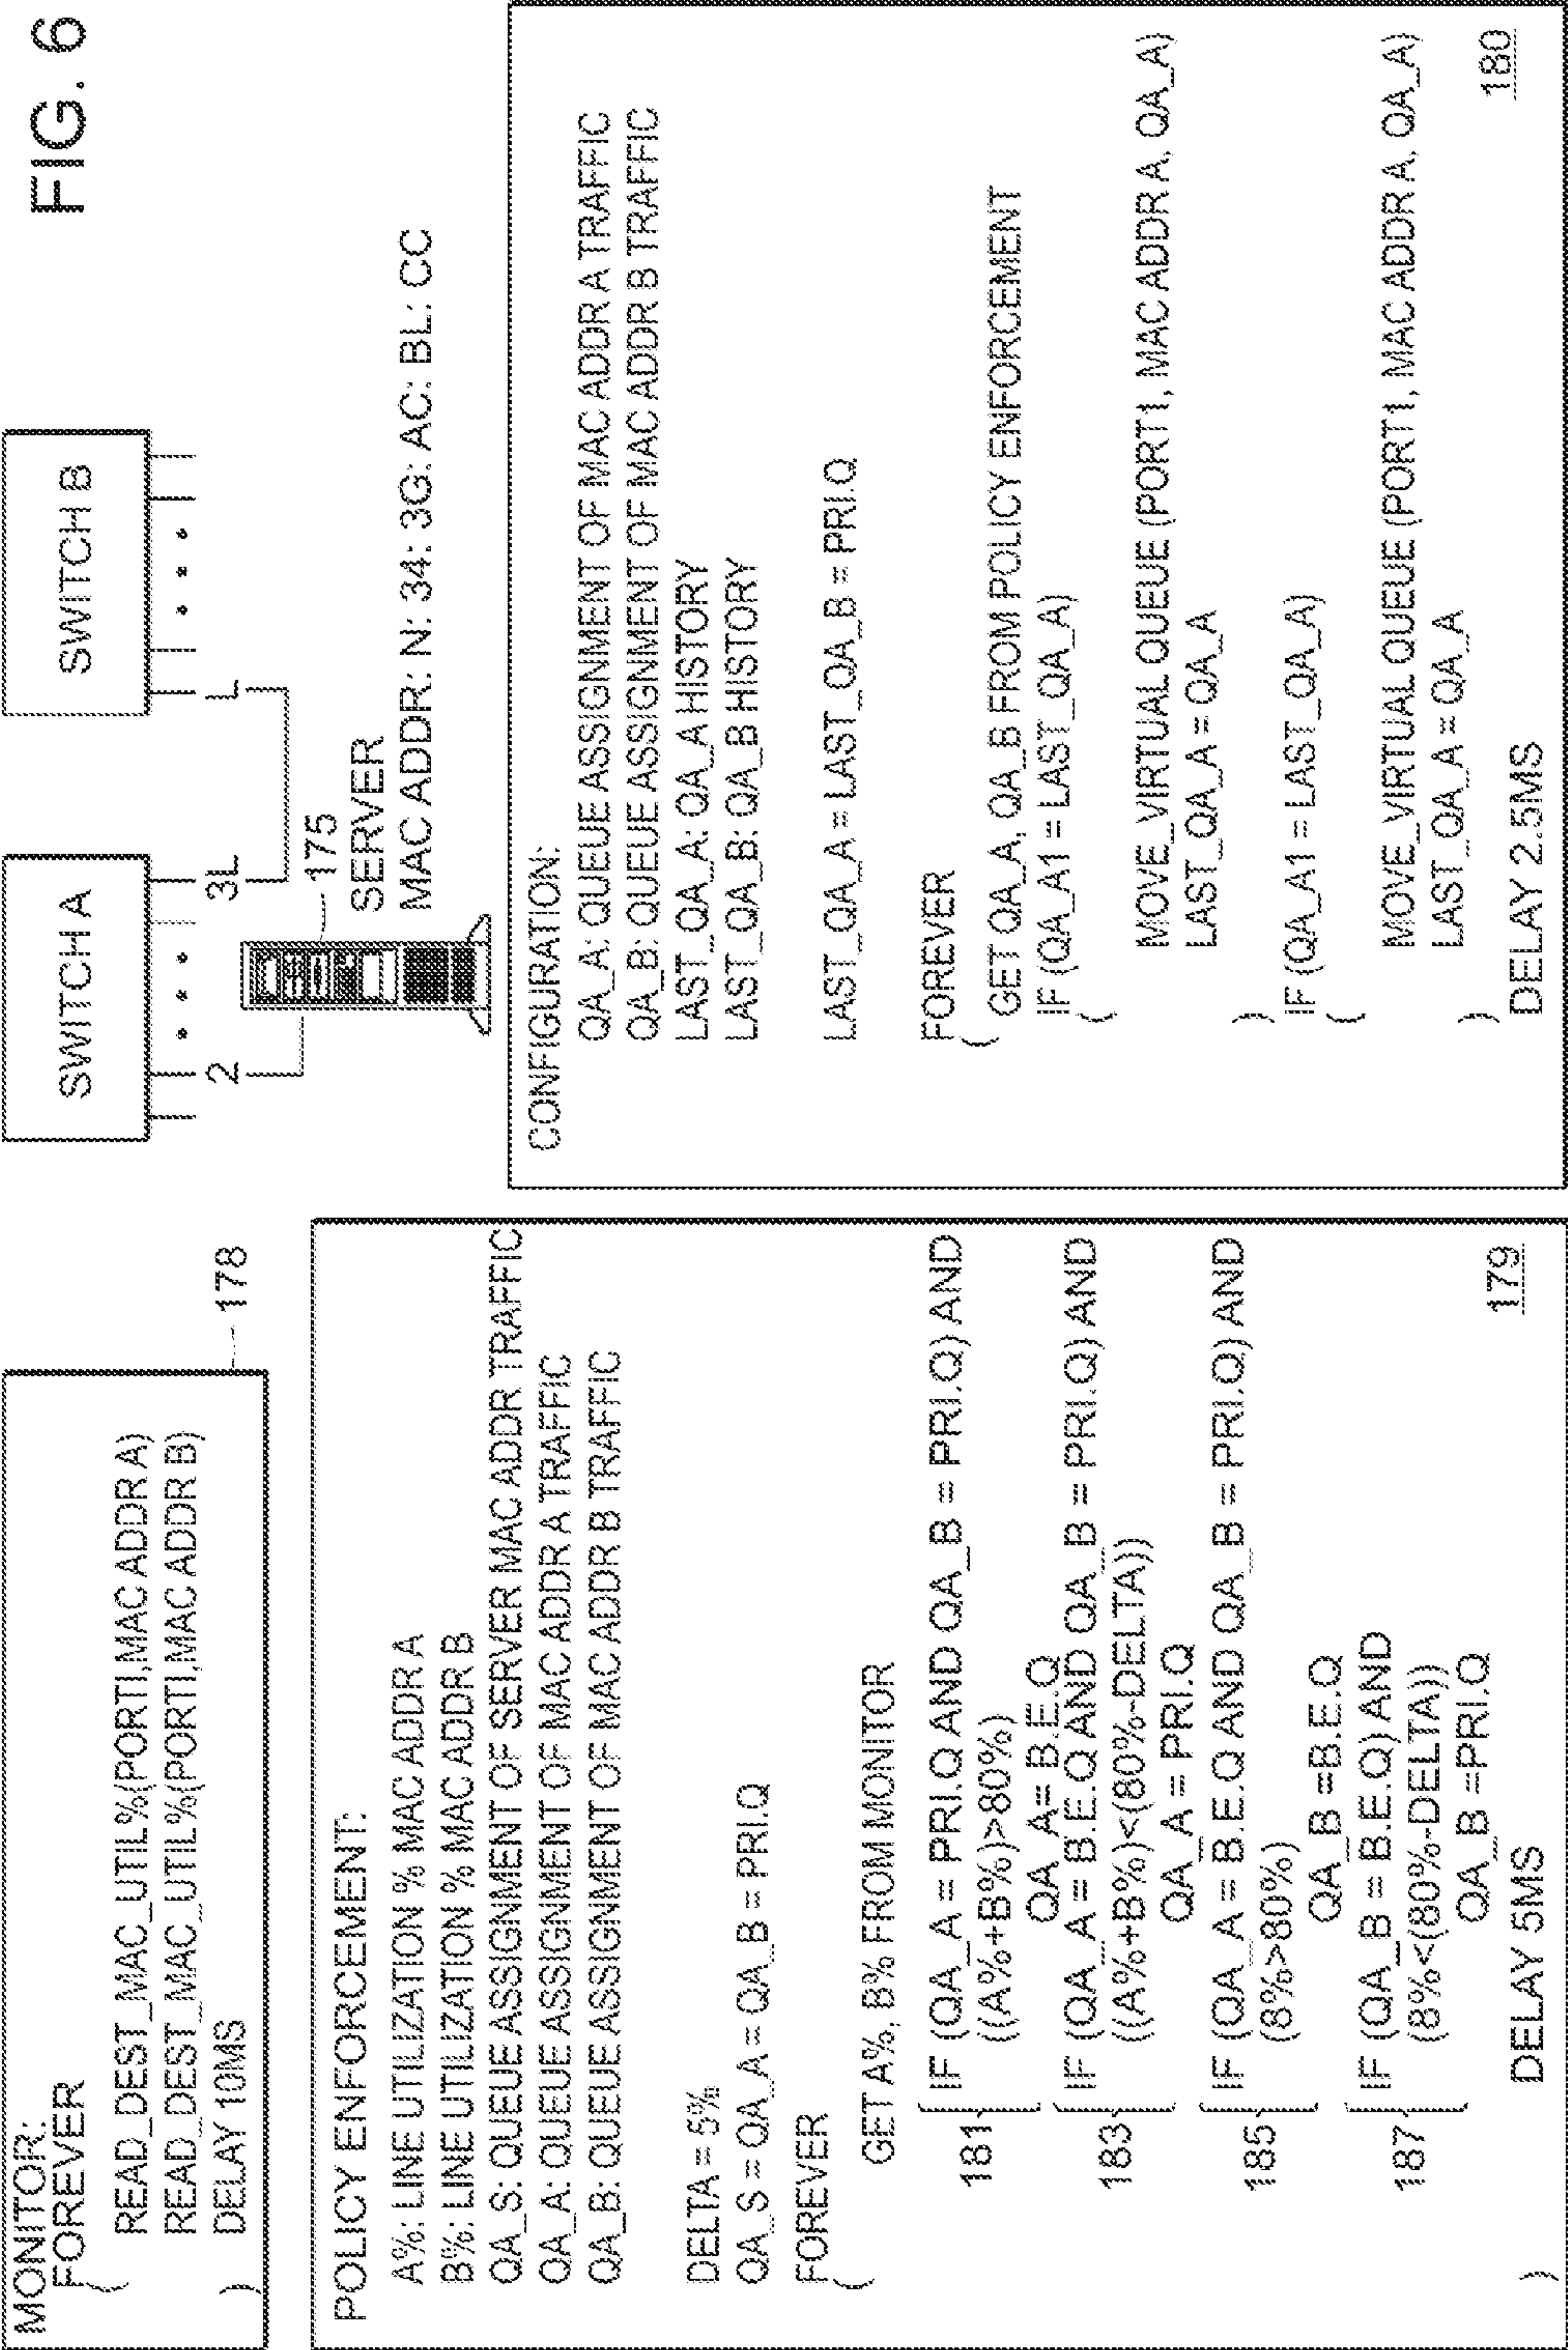 FIG. 6
MONITOR:
FOREVER
(
READ_DEST_MAC_UTIL%(PORTI,MAC ADDR A)
READ_DEST_MAC_UTIL%(PORTI,MAC ADDR B)
DELAY 10MS
)
178
POLICY ENFORCEMENT:
A%: LINE UTILIZATION % MAC ADDR A
B%: LINE UTILIZATION % MAC ADDR B
QA_S: QUEUE ASSIGNMENT OF SERVER MAC ADDR TRAFFIC
QA_A: QUEUE ASSIGNMENT OF MAC ADDR A TRAFFIC
QA_B: QUEUE ASSIGNMENT OF MAC ADDR B TRAFFIC
DELTA = 5%
QA_S = QA_A = QA_B = PRI.Q
FOREVER
(
GET A%, B% FROM MONITOR
181
IF (QA_A = PRI.Q AND QA_B = PRI.Q) AND
((A%+B%)>80%)
QA_A= B.E.Q
183
IF (QA_A = B.E.Q AND QA_B = PRI.Q) AND
((A%+B%)<(80%-DELTA))
QA_A = PRI.Q
185
IF (QA_A = B.E.Q AND QA_B = PRI.Q) AND
(8%>80%)
QA_B =B.E.Q
187
IF (QA_B = B.E.Q) AND
(8%<(80%-DELTA))
QA_B =PRI.Q
DELAY 5MS
)
179
SWITCH A
SWITCH B
2
3L
L
175
SERVER
MAC ADDR: N: 34: 3G: AC: BL: CC
CONFIGURATION:
QA_A: QUEUE ASSIGNMENT OF MAC ADDR A TRAFFIC
QA_B: QUEUE ASSIGNMENT OF MAC ADDR B TRAFFIC
LAST_QA_A: QA_A HISTORY
LAST_QA_B: QA_B HISTORY
LAST_QA_A = LAST_QA_B = PRI.Q
FOREVER
(
GET QA_A, QA_B FROM POLICY ENFORCEMENT
IF (QA_A1 = LAST_QA_A)
(
MOVE_VIRTUAL QUEUE (PORT1, MAC ADDR A, QA_A)
LAST_QA_A = QA_A
)
IF (QA_A1 = LAST_QA_A)
(
MOVE_VIRTUAL QUEUE (PORT1, MAC ADDR A, QA_A)
LAST_QA_A = QA_A
)
DELAY 2.5MS
180